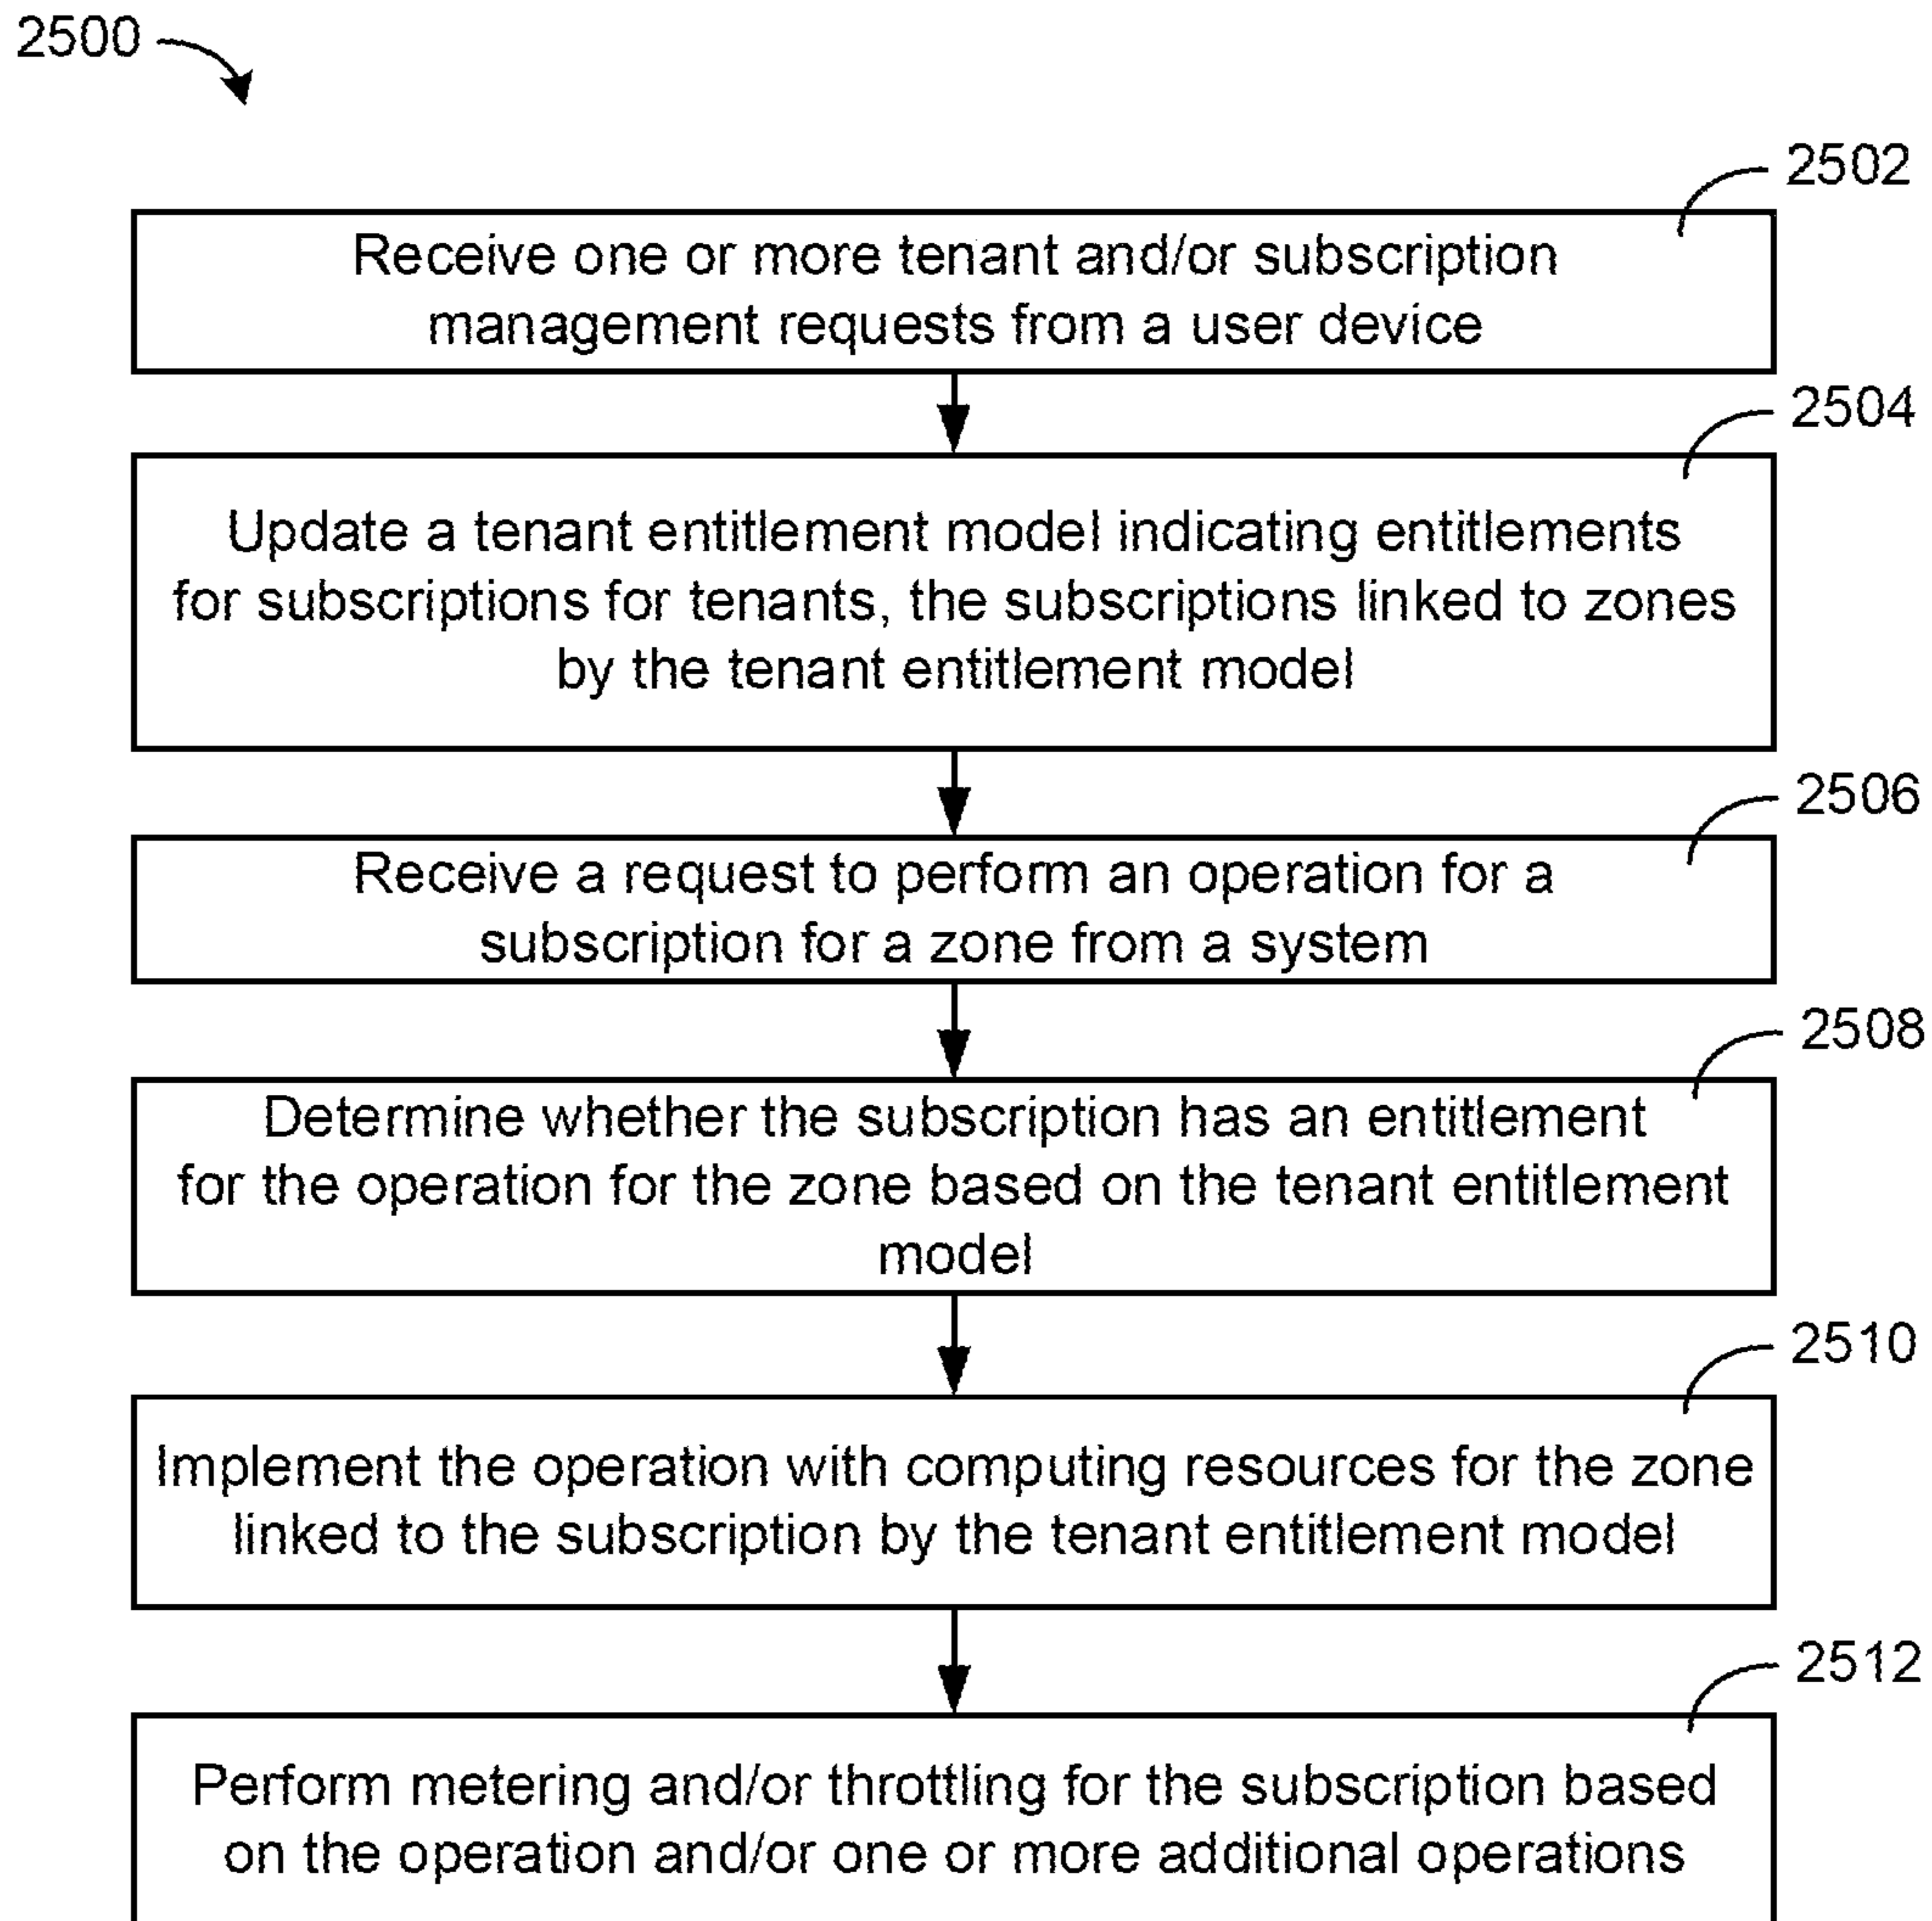 2500
2502
Receive one or more tenant and/or subscription
management requests from a user device
2504
Update a tenant entitlement model indicating entitlements
for subscriptions for tenants, the subscriptions linked to zones
by the tenant entitlement model
2506
Receive a request to perform an operation for a
subscription for a zone from a system
2508
Determine whether the subscription has an entitlement
for the operation for the zone based on the tenant entitlement
model
2510
Implement the operation with computing resources for the zone
linked to the subscription by the tenant entitlement model
2512
Perform metering and/or throttling for the subscription based
on the operation and/or one or more additional operations